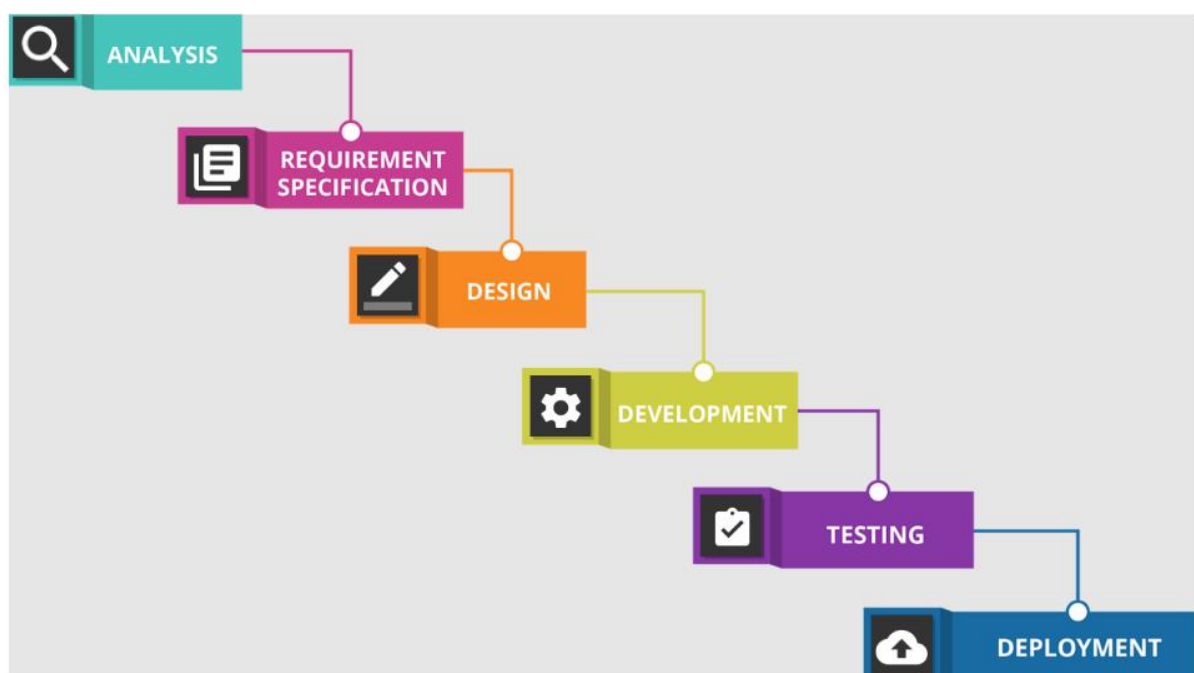 ANALYSIS
REQUIREMENT
SPECIFICATION
DESIGN
DEVELOPMENT
TESTING
DEPLOYMENT